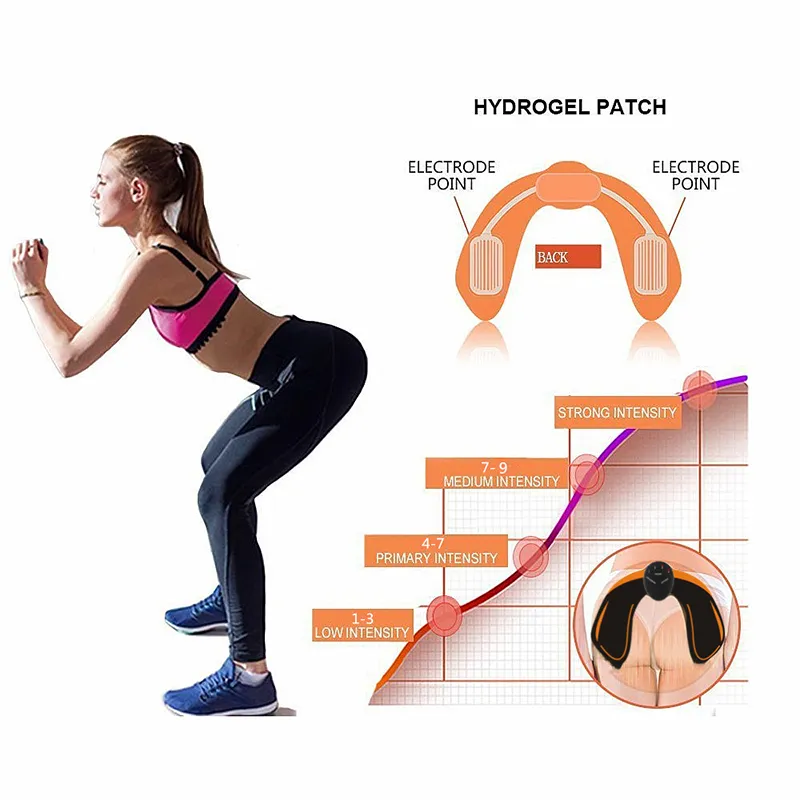 HYDROGEL PATCH
ELECTRODE
POINT
ELECTRODE
POINT
BACK
STRONG INTENSITY
7-9
MEDIUM INTENSITY
4-7
PRIMARY INTENSITY
1-3
LOW INTENSITY